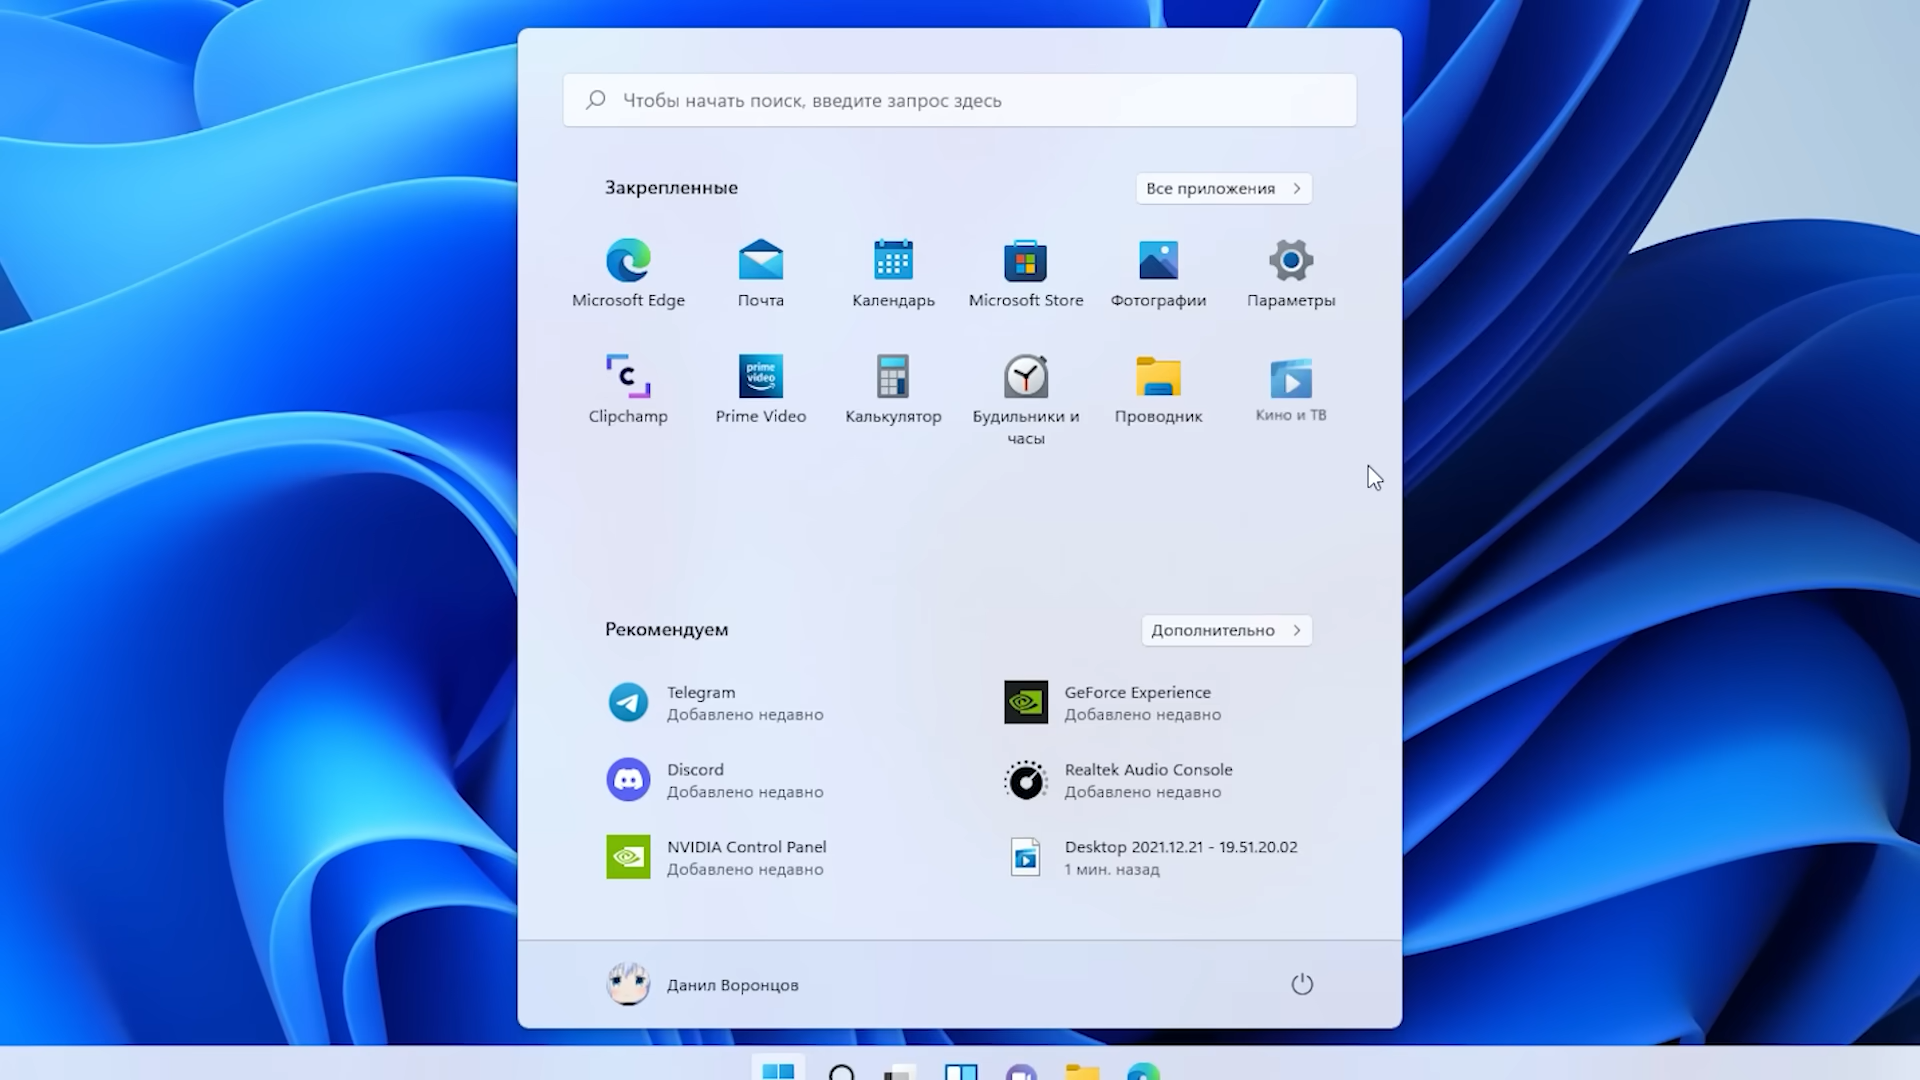 Чтобы начать поиск, введите запрос здесь
Закрепленные
Все приложения
Microsoft Edge
Почта
Календарь
Microsoft Store
Фотографии
Параметры
Clipchamp
prime video
Prime Video
Калькулятор
Будильники и
часы
Проводник
Кино и ТВ
Рекомендуем
Дополнительно
Telegram
Добавлено недавно
GeForce Experience
Добавлено недавно
Discord
Добавлено недавно
Realtek Audio Console
Добавлено недавно
NVIDIA Control Panel
Добавлено недавно
Desktop 2021.12.21 - 19.51.20.02
1 мин. назад
Данил Воронцов